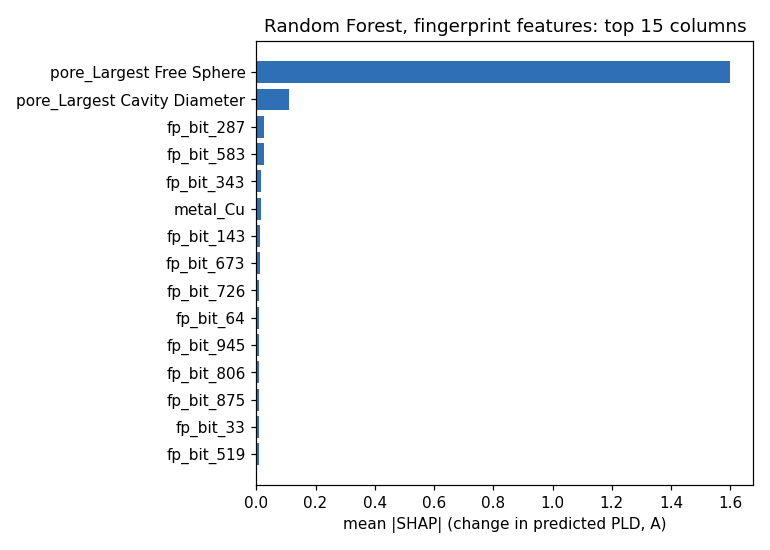 Random Forest, fingerprint features: top 15 columns
pore_Largest Free Sphere
pore_Largest Cavity Diameter
fp_bit_287
fp_bit_583
fp_bit_343
metal_Cu
fp_bit_143
fp_bit_673
fp_bit_726
fp_bit_64
fp_bit_945
fp_bit_806
fp_bit_875
fp_bit_33
fp_bit_519
0.0 0.2 0.4 0.6 0.8 1.0 1.2 1.4 1.6
mean |SHAP| (change in predicted PLD, A)